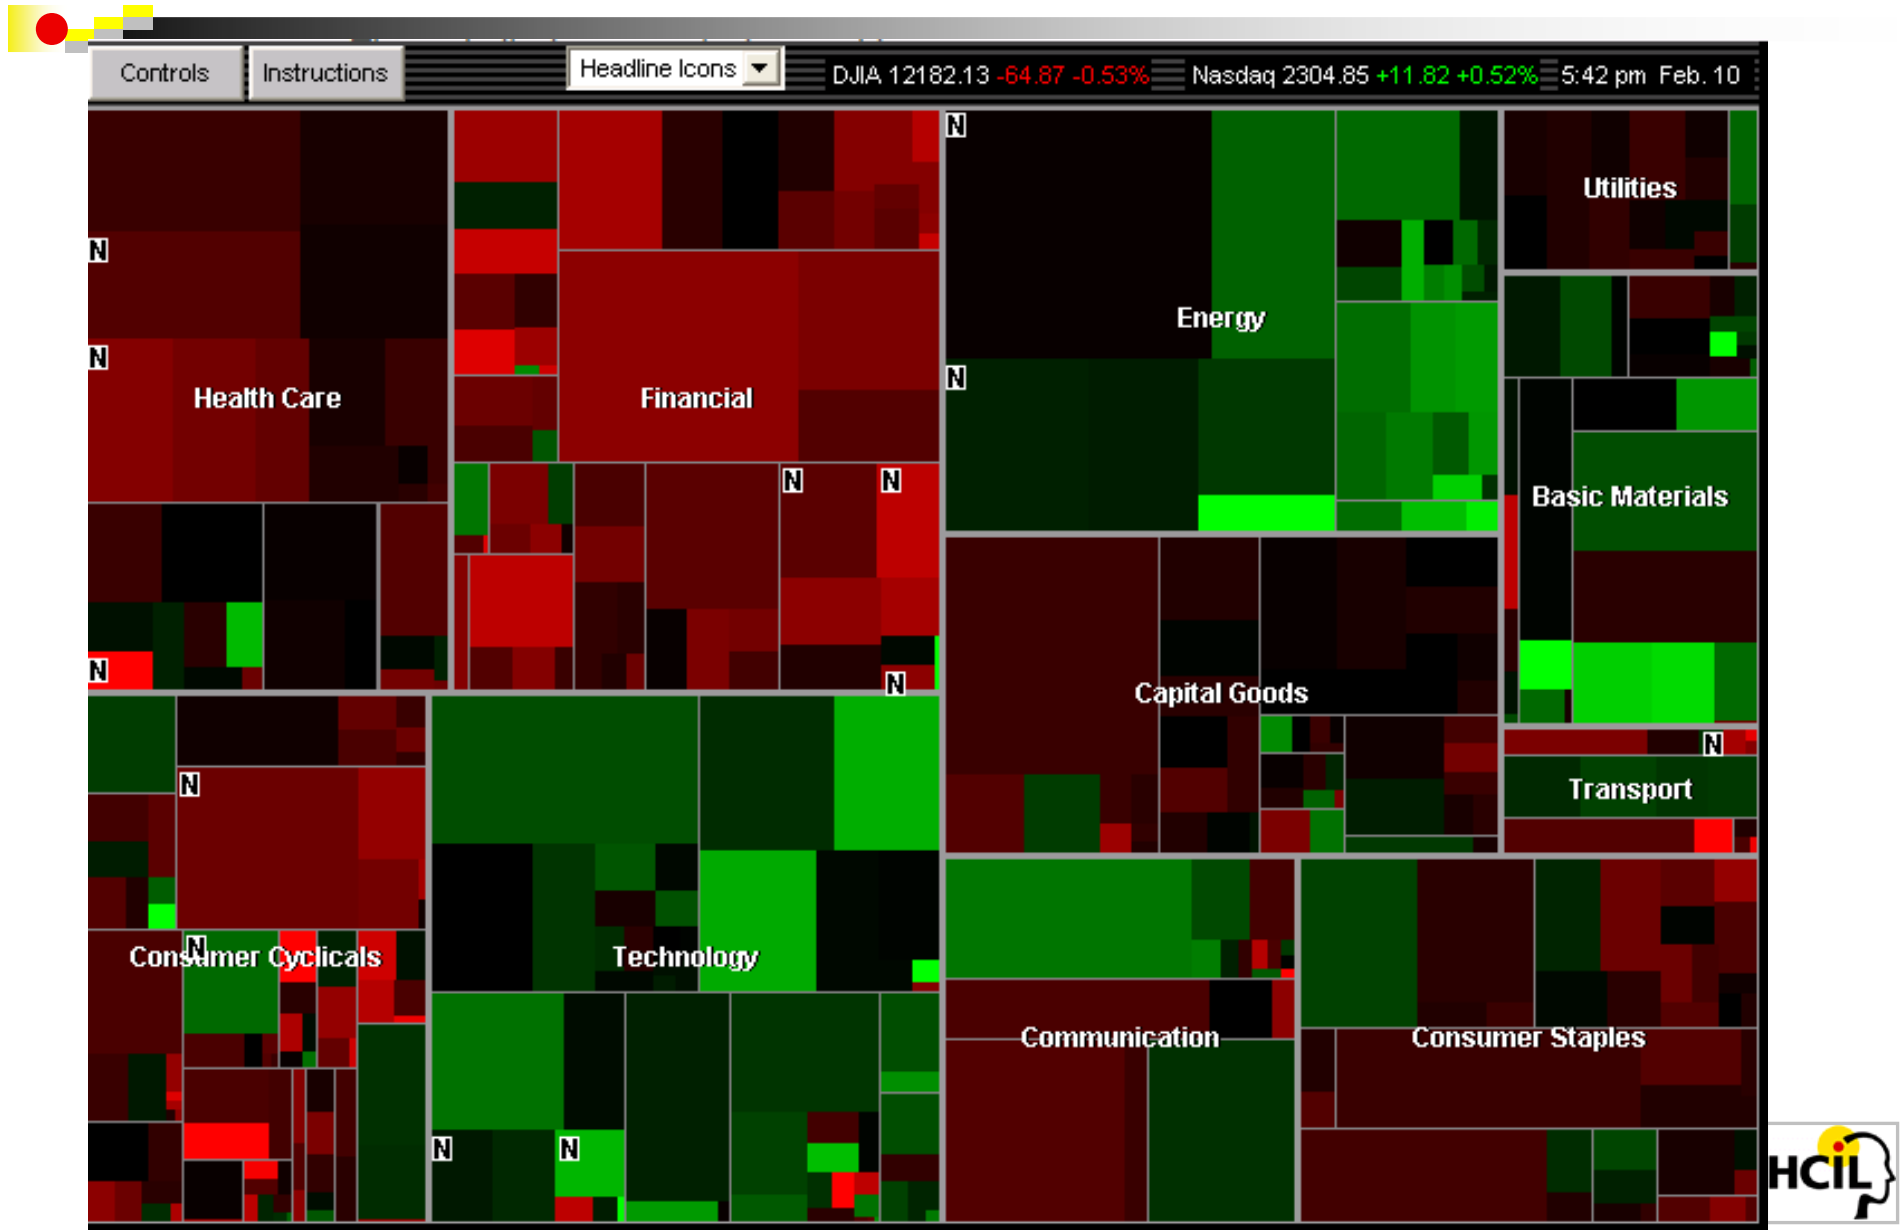 Controls
Instructions
Headline Icons
DJIA 12182.13 -64.87 -0.53%
Nasdaq 2304.85 +11.82 +0.52%
5:42 pm Feb. 10
N
Utilities
N
Energy
N
N
Health Care
Financial
N
N
Basic Materials
N
N
Capital Goods
N
N
N
Transport
N
Consumer Cyclicals
Technology
Communication
Consumer Staples
N
N
HCIL